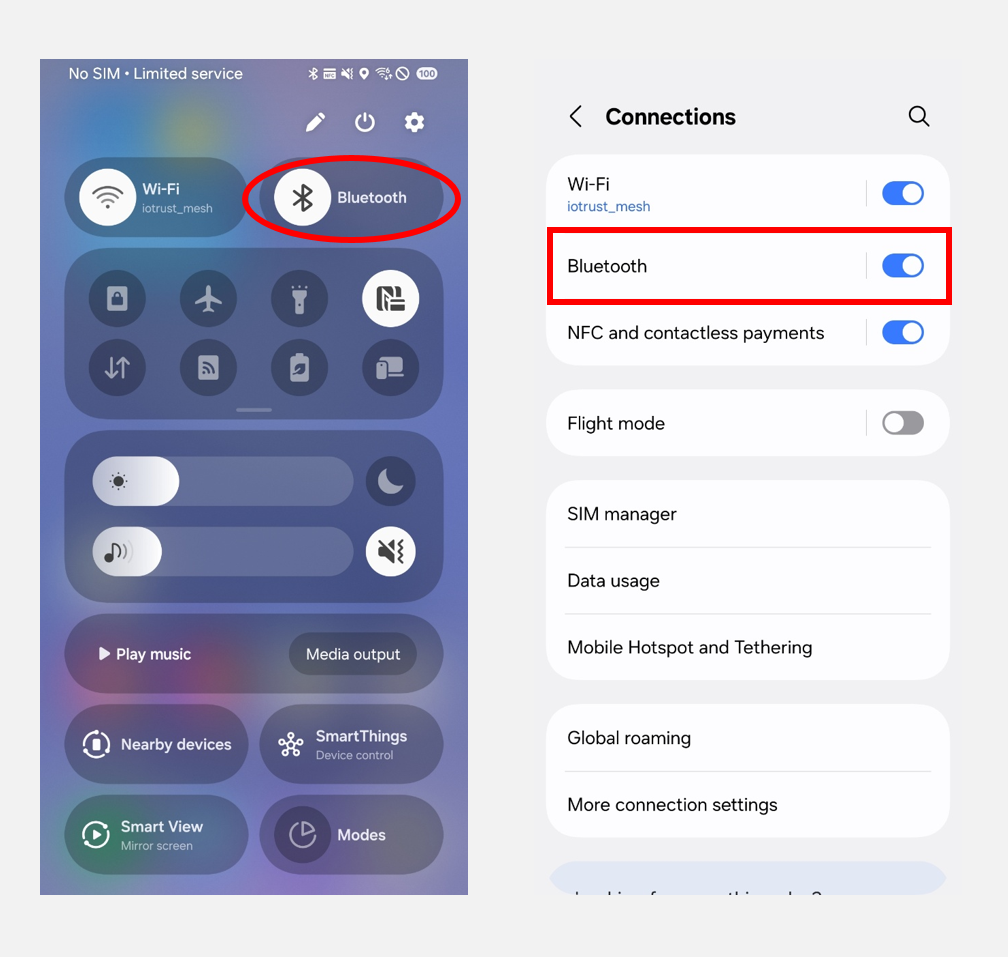 No SIM • Limited service
NFC
100
Wi-Fi
iotrust_mesh
Bluetooth
Play music
Media output
Nearby devices
SmartThings
Device control
Smart View
Mirror screen
Modes
Connections
Wi-Fi
iotrust_mesh
Bluetooth
NFC and contactless payments
Flight mode
SIM manager
Data usage
Mobile Hotspot and Tethering
Global roaming
More connection settings